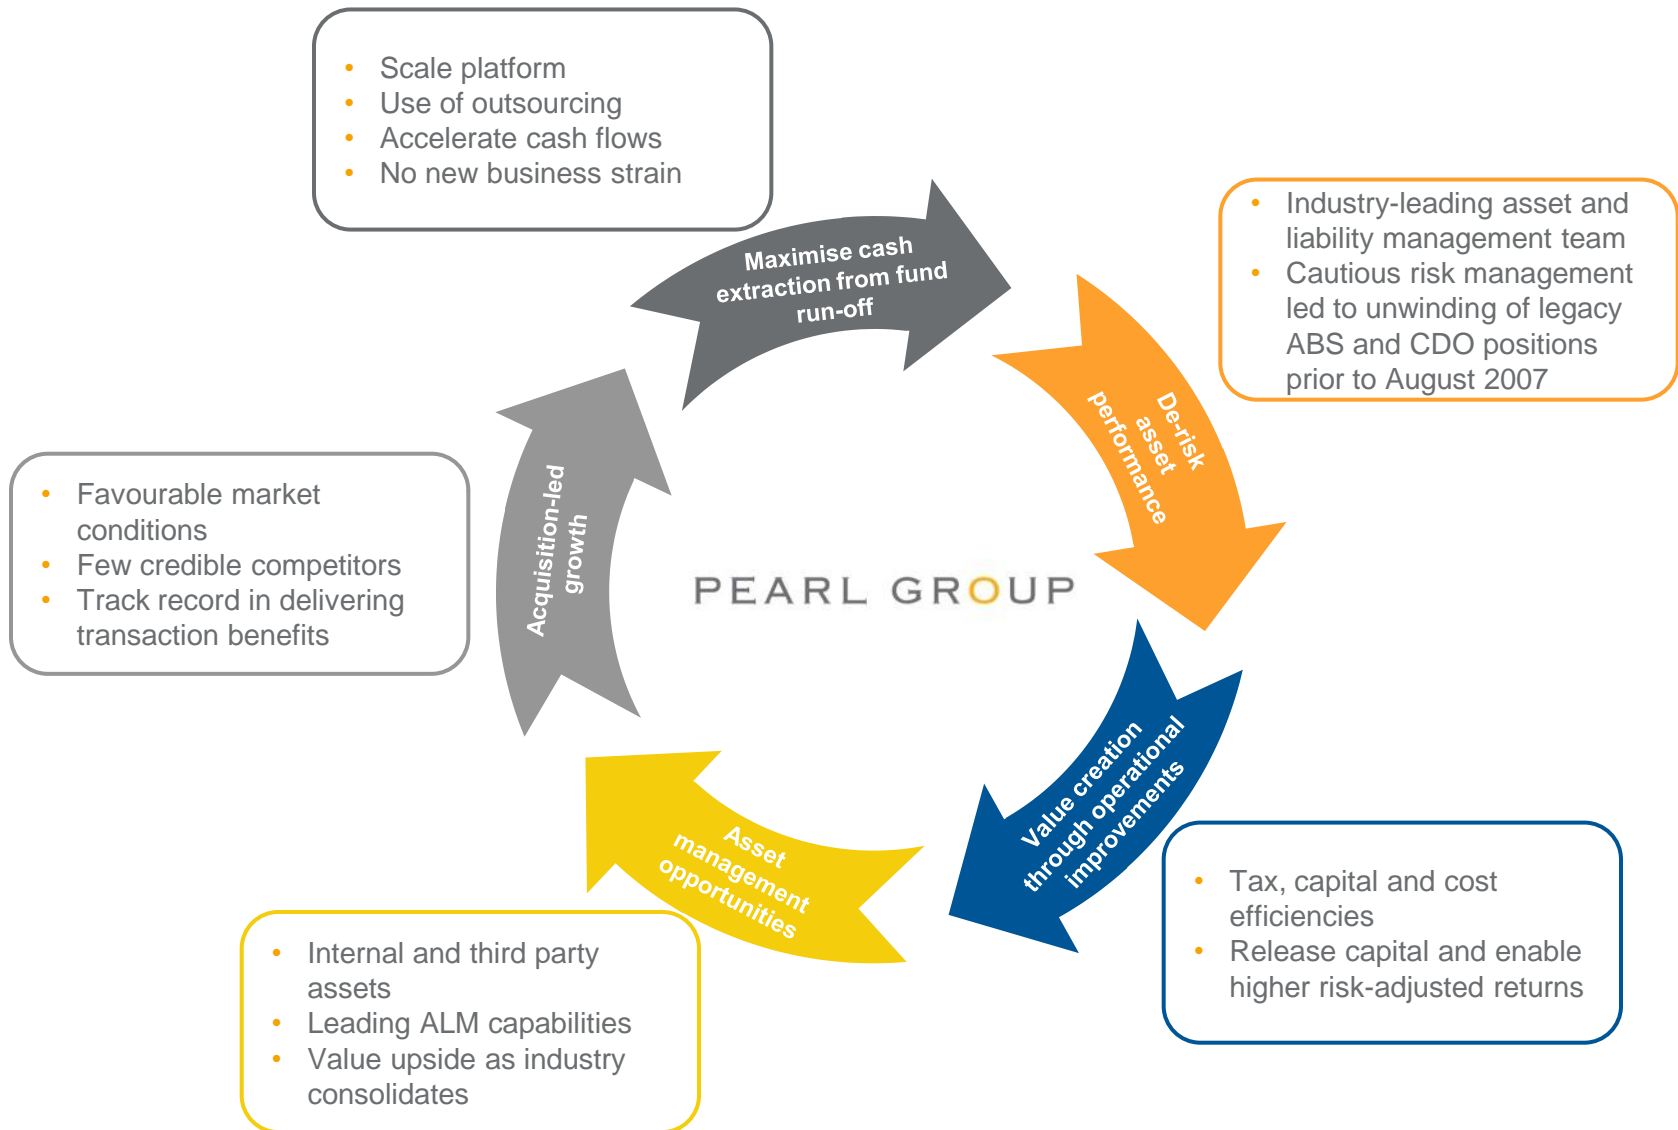 • Scale platform
• Use of outsourcing
• Accelerate cash flows
• No new business strain
Maximise cash
extraction from fund
run-off
• Industry-leading asset and
liability management team
• Cautious risk management
led to unwinding of legacy
ABS and CDO positions
prior to August 2007
De-risk
asset
performance
• Favourable market
conditions
• Few credible competitors
• Track record in delivering
transaction benefits
Acquisition-led
growth
PEARL GROUP
Value creation
through operational
improvements
• Tax, capital and cost
efficiencies
• Release capital and enable
higher risk-adjusted returns
Asset
management
opportunities
• Internal and third party
assets
• Leading ALM capabilities
• Value upside as industry
consolidates